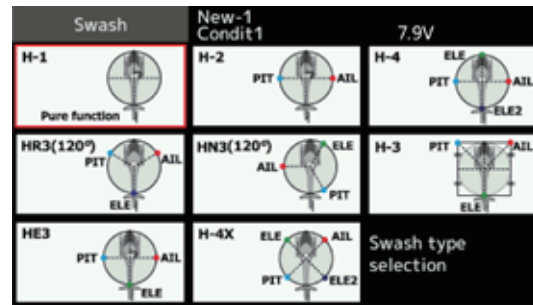 Swash
New-1
Condit1
7.9V
H-1
Pure function
H-2
PIT
AIL
H-4
ELE
PIT
AIL
ELE2
HR3(120°)
PIT
AIL
ELE
HN3(120°)
ELE
AIL
PIT
H-3
PIT
AIL
ELE
HE3
PIT
AIL
ELE
H-4X
ELE
AIL
PIT
ELE2
Swash type
selection